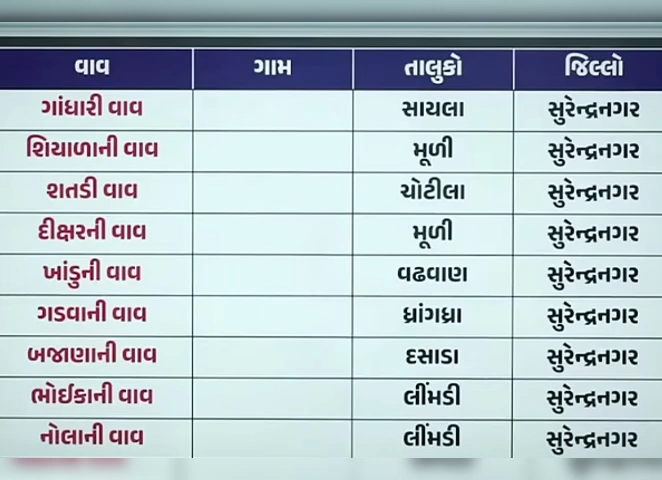 વાવ ગામ તાલુકો જિલ્લો
ગાંધારી વાવ સાયલા સુરેન્દ્રનગર
શિયાળાની વાવ મૂળી સુરેન્દ્રનગર
શતડી વાવ ચોટીલા સુરેન્દ્રનગર
દીક્ષરની વાવ મૂળી સુરેન્દ્રનગર
ખાંડુની વાવ વઢવાણ સુરેન્દ્રનગર
ગડવાની વાવ ધ્રાંગધ્રા સુરેન્દ્રનગર
બજાણાની વાવ દસાડા સુરેન્દ્રનગર
ભોઈકાની વાવ લીંમડી સુરેન્દ્રનગર
નોલાની વાવ લીંમડી સુરેન્દ્રનગર